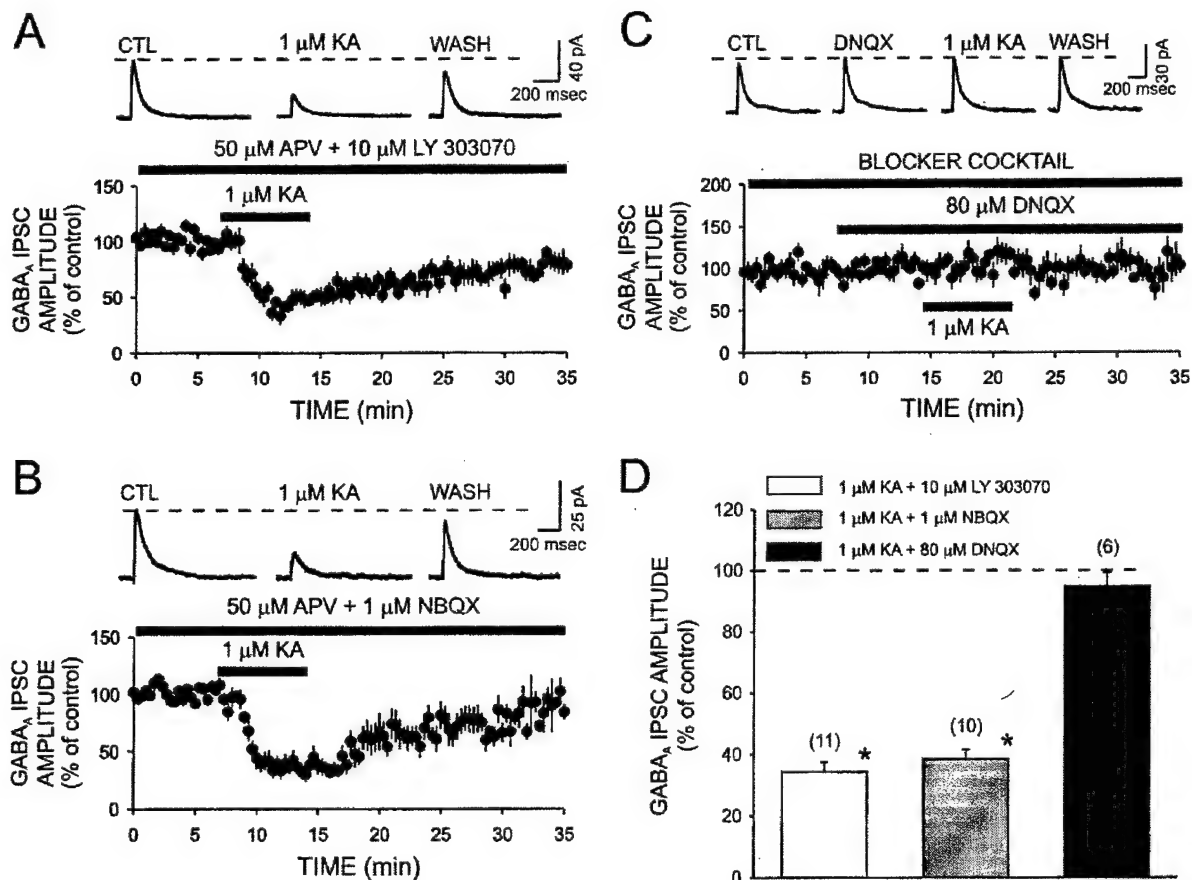 A
CTL
1 μM KA
WASH
40 pA
200 msec
50 μM APV + 10 μM LY 303070
1 μM KA
150
100
50
0
GABA_A IPSC
AMPLITUDE
(% of control)
0 5 10 15 20 25 30 35
TIME (min)
B
CTL
1 μM KA
WASH
25 pA
200 msec
50 μM APV + 1 μM NBQX
1 μM KA
150
100
50
0
GABA_A IPSC
AMPLITUDE
(% of control)
0 5 10 15 20 25 30 35
TIME (min)
C
CTL
DNQX
1 μM KA
WASH
30 pA
200 msec
BLOCKER COCKTAIL
80 μM DNQX
1 μM KA
200
150
100
50
0
GABA_A IPSC
AMPLITUDE
(% of control)
0 5 10 15 20 25 30 35
TIME (min)
D
1 μM KA + 10 μM LY 303070
1 μM KA + 1 μM NBQX
1 μM KA + 80 μM DNQX
120
100
80
60
40
20
0
GABA_A IPSC AMPLITUDE
(% of control)
(11) *
(10) *
(6)